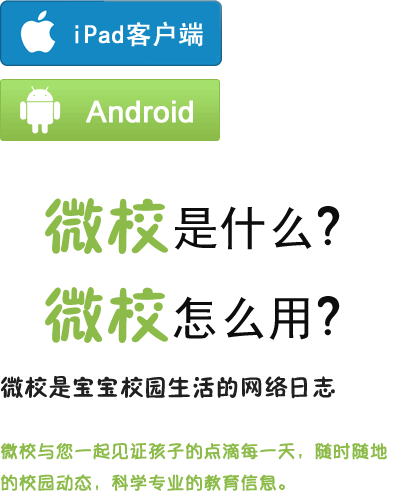 iPad客户端
Android
微校是什么?
微校怎么用?
微校是宝宝校园生活的网络日志
微校与您一起见证孩子的点滴每一天，随时随地
的校园动态，科学专业的教育信息。